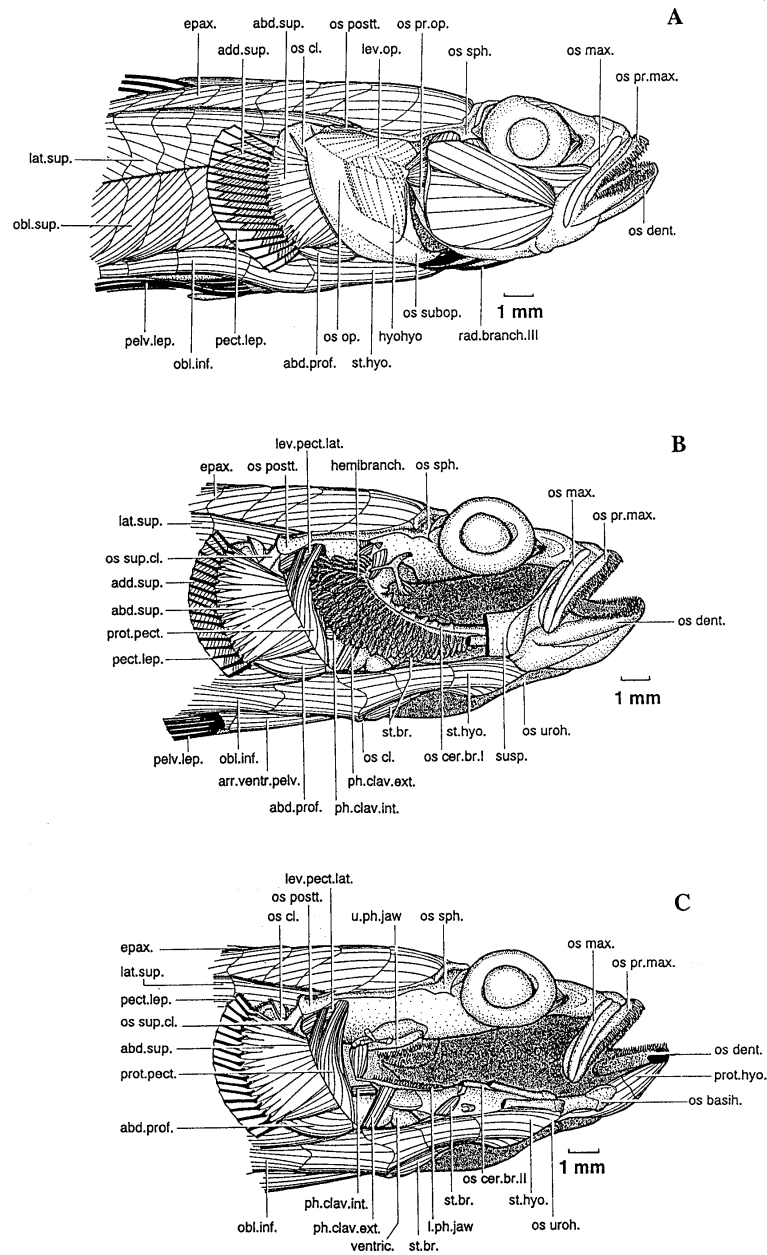 A
epax. abd.sup. os postt. os pr.op.
add.sup. os cl. lev.op. os sph. os max.
os pr.max.
lat.sup.
obl.sup.
os dent.
1 mm
os subop.
pelv.lep. pect.lep. os op. hyohyo rad.branch.III
obl.inf. abd.prof. st.hyo.
B
lev.pect.lat.
epax. os postt. hemibranch. os sph.
os max.
os pr.max.
lat.sup.
os sup.cl.
add.sup.
abd.sup.
os dent.
prot.pect.
pect.lep.
1 mm
st.br. st.hyo. os uroh.
pelv.lep. obl.inf. os cl. os cer.br.I susp.
arr.ventr.pelv. ph.clav.ext.
abd.prof. ph.clav.int.
C
lev.pect.lat.
os postt.
os cl. u.ph.jaw os sph.
os max.
epax.
os pr.max.
lat.sup.
pect.lep.
os sup.cl.
abd.sup.
os dent.
prot.pect.
prot.hyo.
os basih.
abd.prof.
1 mm
os cer.br.II
ph.clav.int. st.br. st.hyo.
obl.inf. ph.clav.ext. l.ph.jaw os uroh.
ventric. st.br.